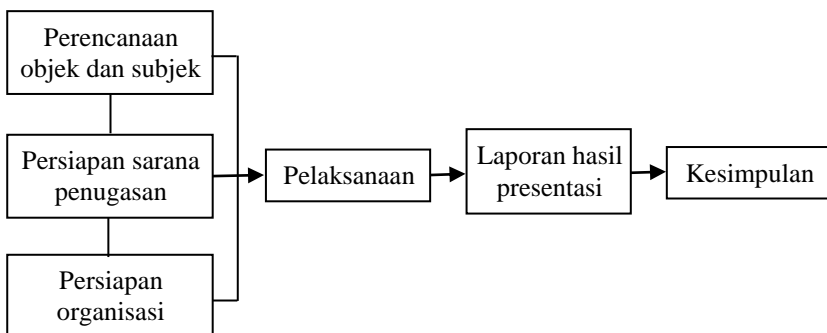 Perencanaan
objek dan subjek
Persiapan sarana
penugasan
Persiapan
organisasi
Pelaksanaan
Laporan hasil
presentasi
Kesimpulan